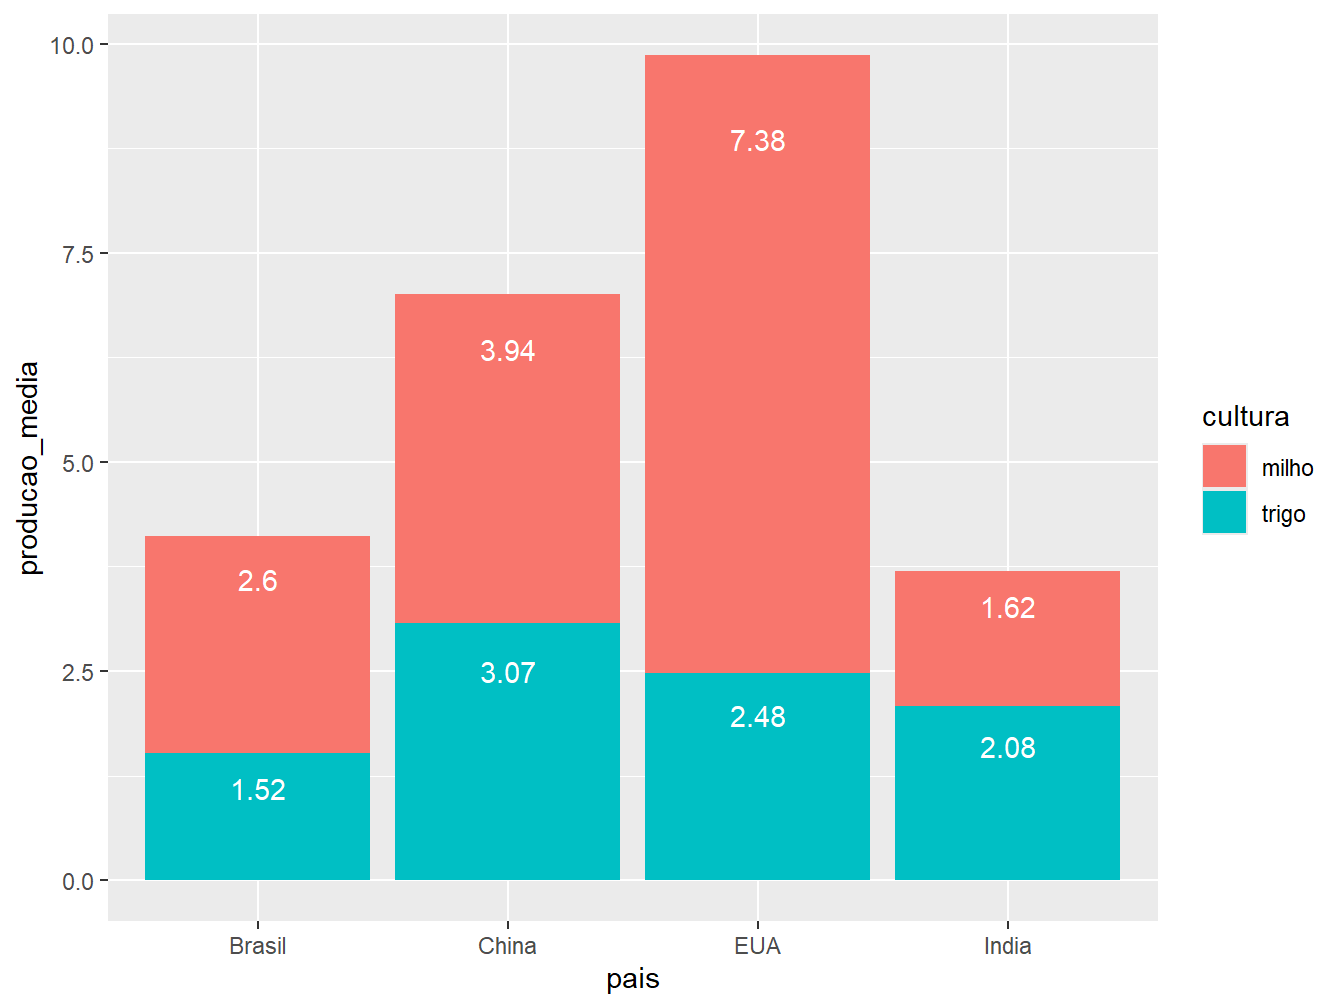 10.0
7.5
5.0
2.5
0.0
producao_media
7.38
3.94
2.6
1.62
3.07
2.48
2.08
1.52
Brasil
China
EUA
India
pais
cultura
milho
trigo